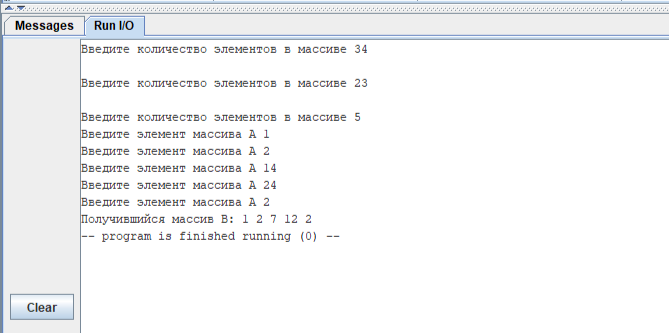 Messages Run I/O
Введите количество элементов в массиве 34
Введите количество элементов в массиве 23
Введите количество элементов в массиве 5
Введите элемент массива А 1
Введите элемент массива А 2
Введите элемент массива А 14
Введите элемент массива А 24
Введите элемент массива А 2
Получившийся массив В: 1 2 7 12 2
-- program is finished running (0) --
Clear